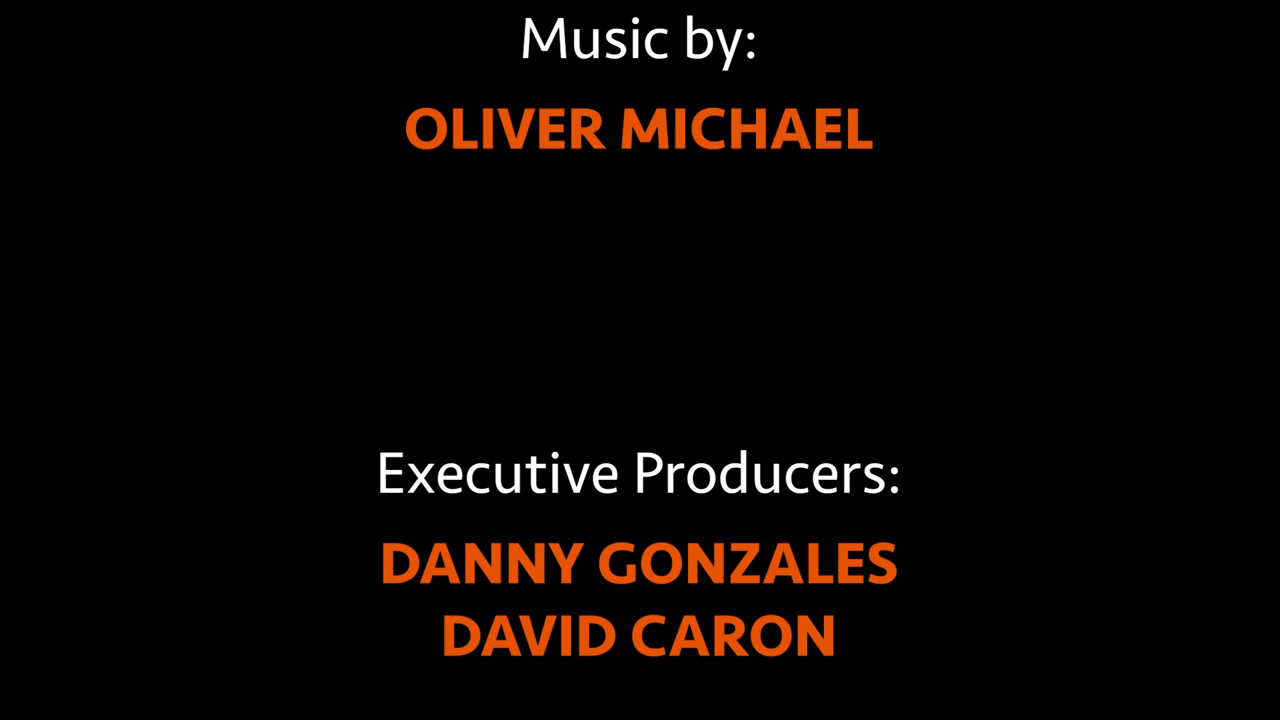 Music by:
OLIVER MICHAEL
Executive Producers:
DANNY GONZALES
DAVID CARON